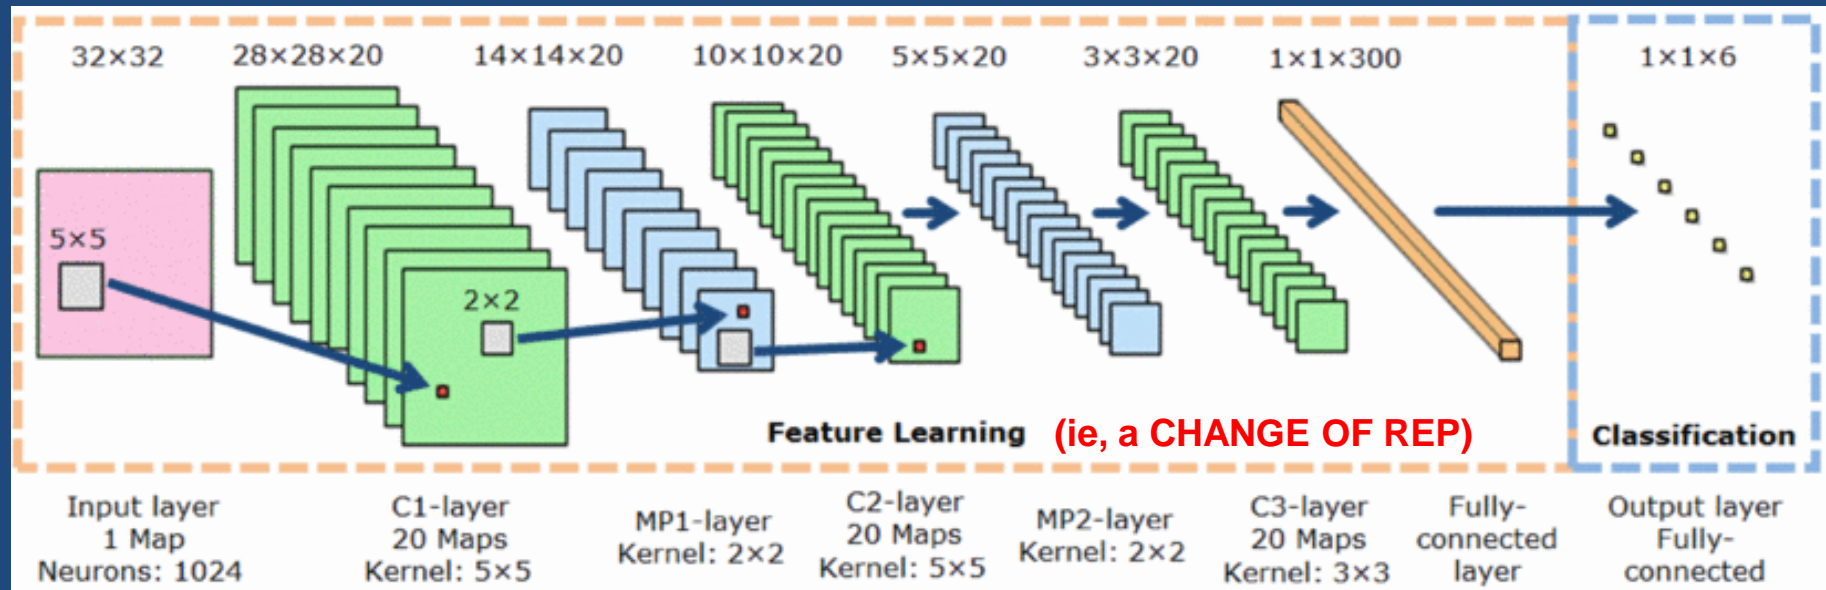 32×32
28×28×20
14×14×20
10×10×20
5×5×20
3×3×20
1×1×300
1×1×6
5×5
2×2
Feature Learning (ie, a CHANGE OF REP)
Classification
Input layer
1 Map
Neurons: 1024
C1-layer
20 Maps
Kernel: 5×5
MP1-layer
Kernel: 2×2
C2-layer
20 Maps
Kernel: 5×5
MP2-layer
Kernel: 2×2
C3-layer
20 Maps
Kernel: 3×3
Fully-
connected
layer
Output layer
Fully-
connected